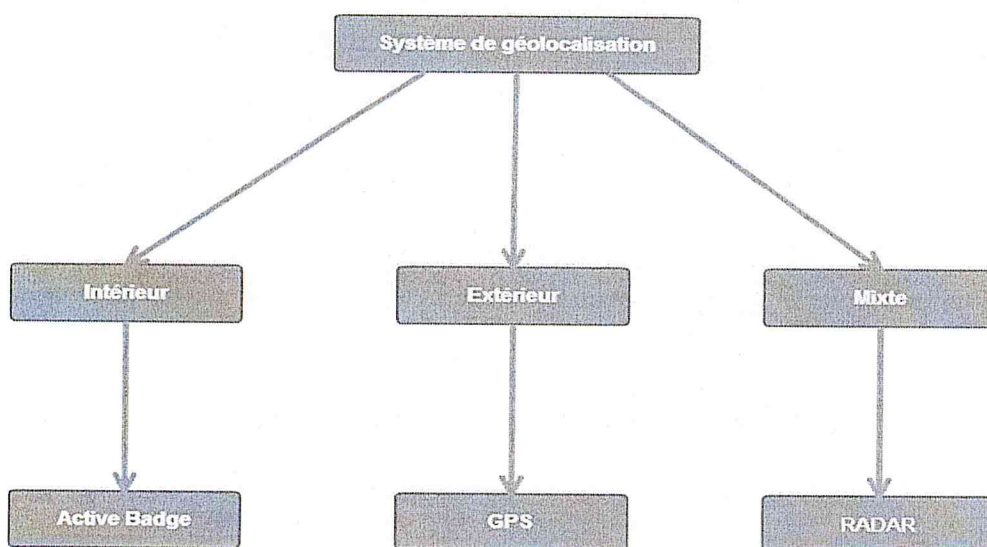 Système de géolocalisation
Intérieur
Extérieur
Mixte
Active Badge
GPS
RADAR